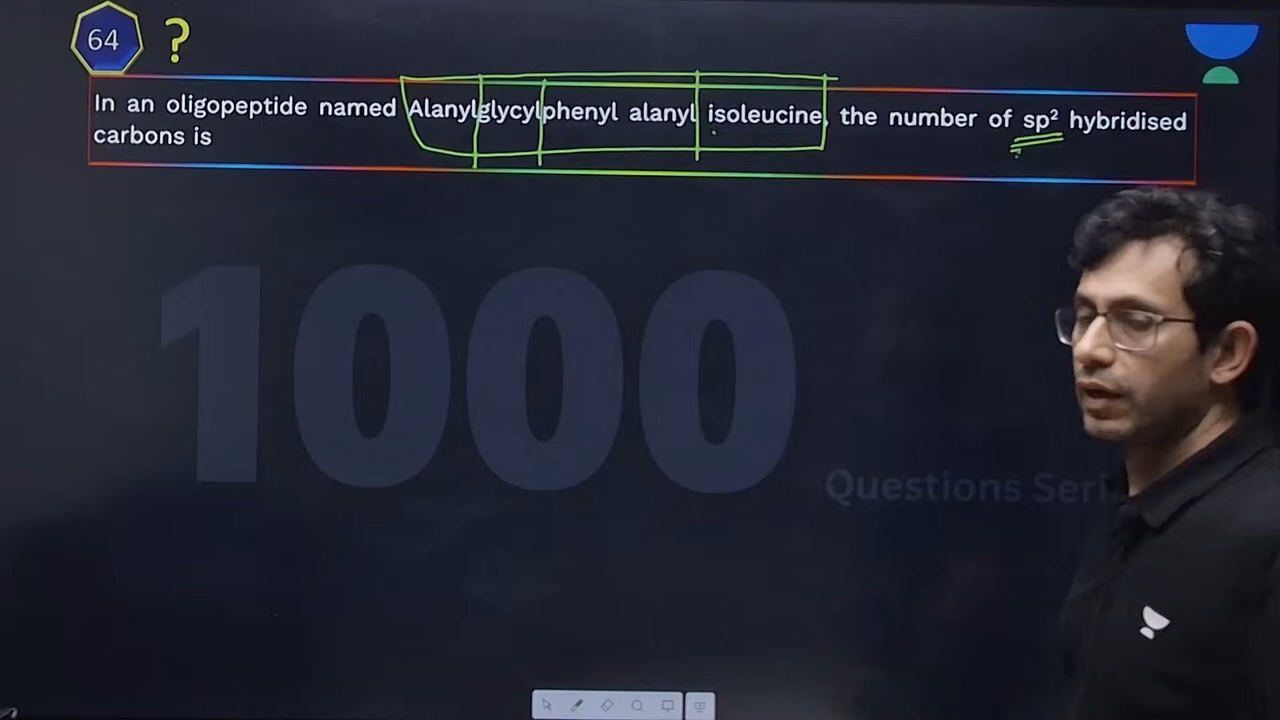 64 ?
In an oligopeptide named Alanylglycylphenyl alanyl isoleucine, the number of sp² hybridised
carbons is
1000
Questions Seri